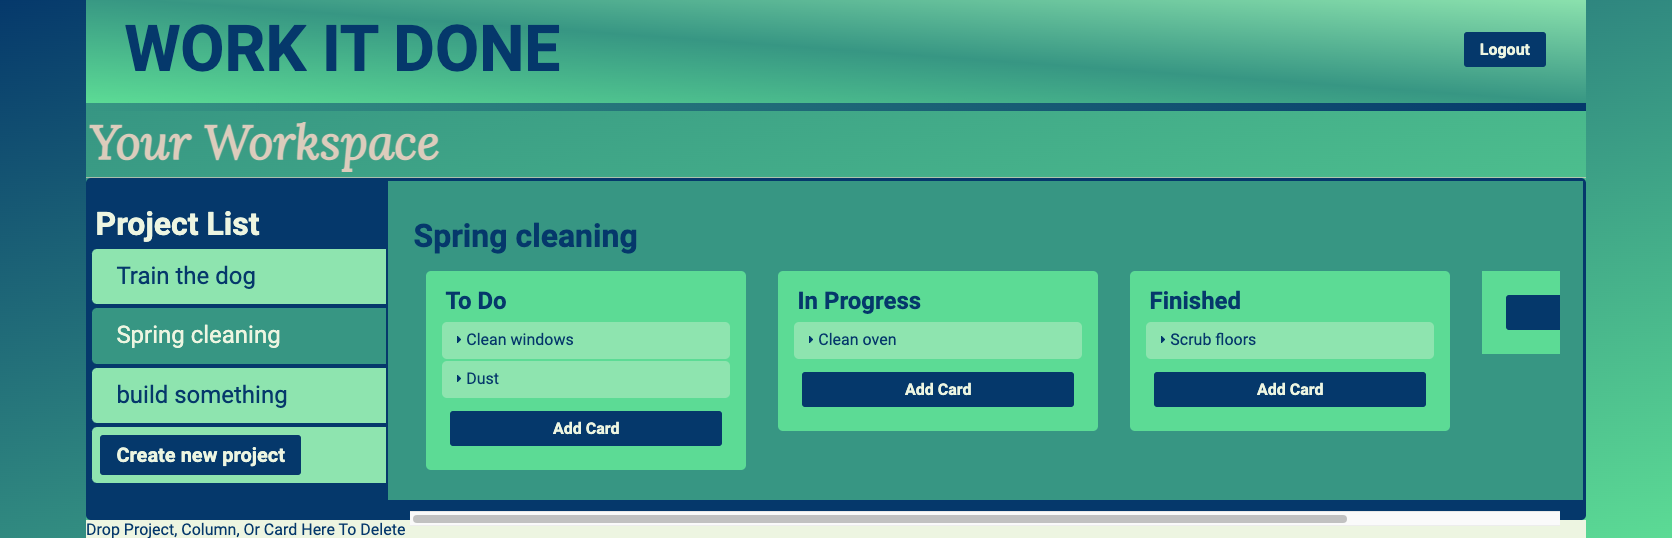 WORK IT DONE
Logout
Your Workspace
Project List
Train the dog
Spring cleaning
build something
Create new project
Spring cleaning
To Do
Clean windows
Dust
Add Card
In Progress
Clean oven
Add Card
Finished
Scrub floors
Add Card
Drop Project, Column, Or Card Here To Delete